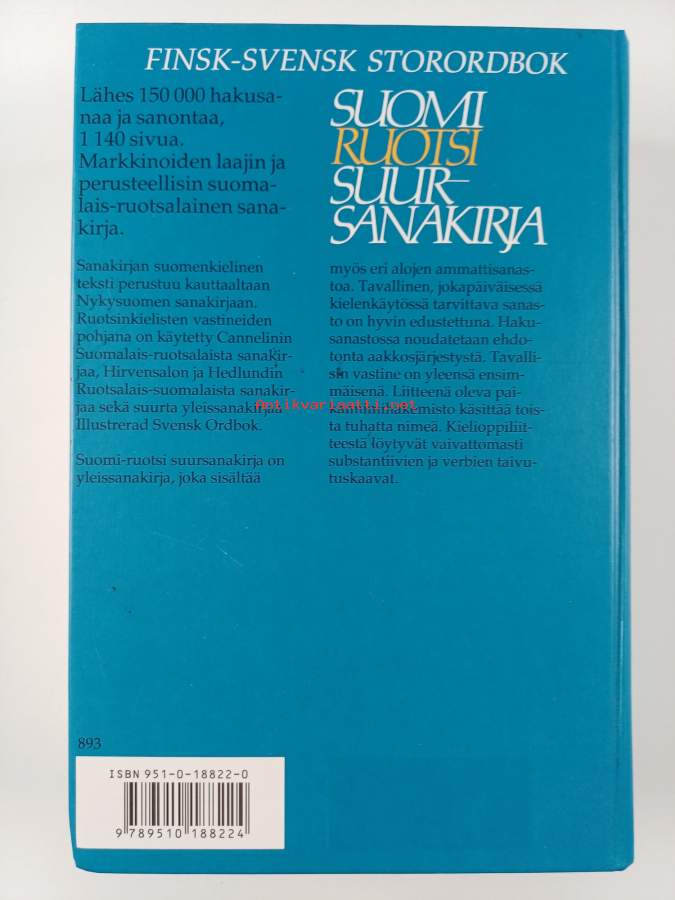 FINSK-SVENSK STORORDBOK
Lähes 150 000 hakusa-
naa ja sanontaa,
1 140 sivua.
Markkinoiden laajin ja
perusteellisin suoma-
lais-ruotsalainen sana-
kirja.
SUOMI
RUOTSI
SUUR-
SANAKIRJA
Sanakirjan suomenkielinen
teksti perustuu kauttaaltaan
Nykysuomen sanakirjaan.
Ruotsinkielisten vastineiden
pohjana on käytetty Cannelinin
Suomalais-ruotsalaista sanakir-
jaa, Hirvensalon ja Hedlundin
Ruotsalais-suomalaista sanakir-
jaa sekä suurta yleissanakirjaa
Illustrerad Svensk Ordbok.
Suomi-ruotsi suursanakirja on
yleissanakirja, joka sisältää
myös eri alojen ammattisanas-
toa. Tavallinen, jokapäiväisessä
kielenkäytössä tarvittava sanas-
to on hyvin edustettuna. Haku-
sanastossa noudatetaan ehdo-
tonta aakkosjärjestystä. Tavalli-
sin vastine on yleensä ensim-
mäisenä. Liitteenä oleva pai-
kannimihakemisto käsittää tois-
ta tuhatta nimeä. Kielioppiliit-
teestä löytyvät vaivattomasti
substantiivien ja verbien taivu-
tuskaavat.
Antikvariaatti.net
893
ISBN 951-0-18822-0
9 789510 188224